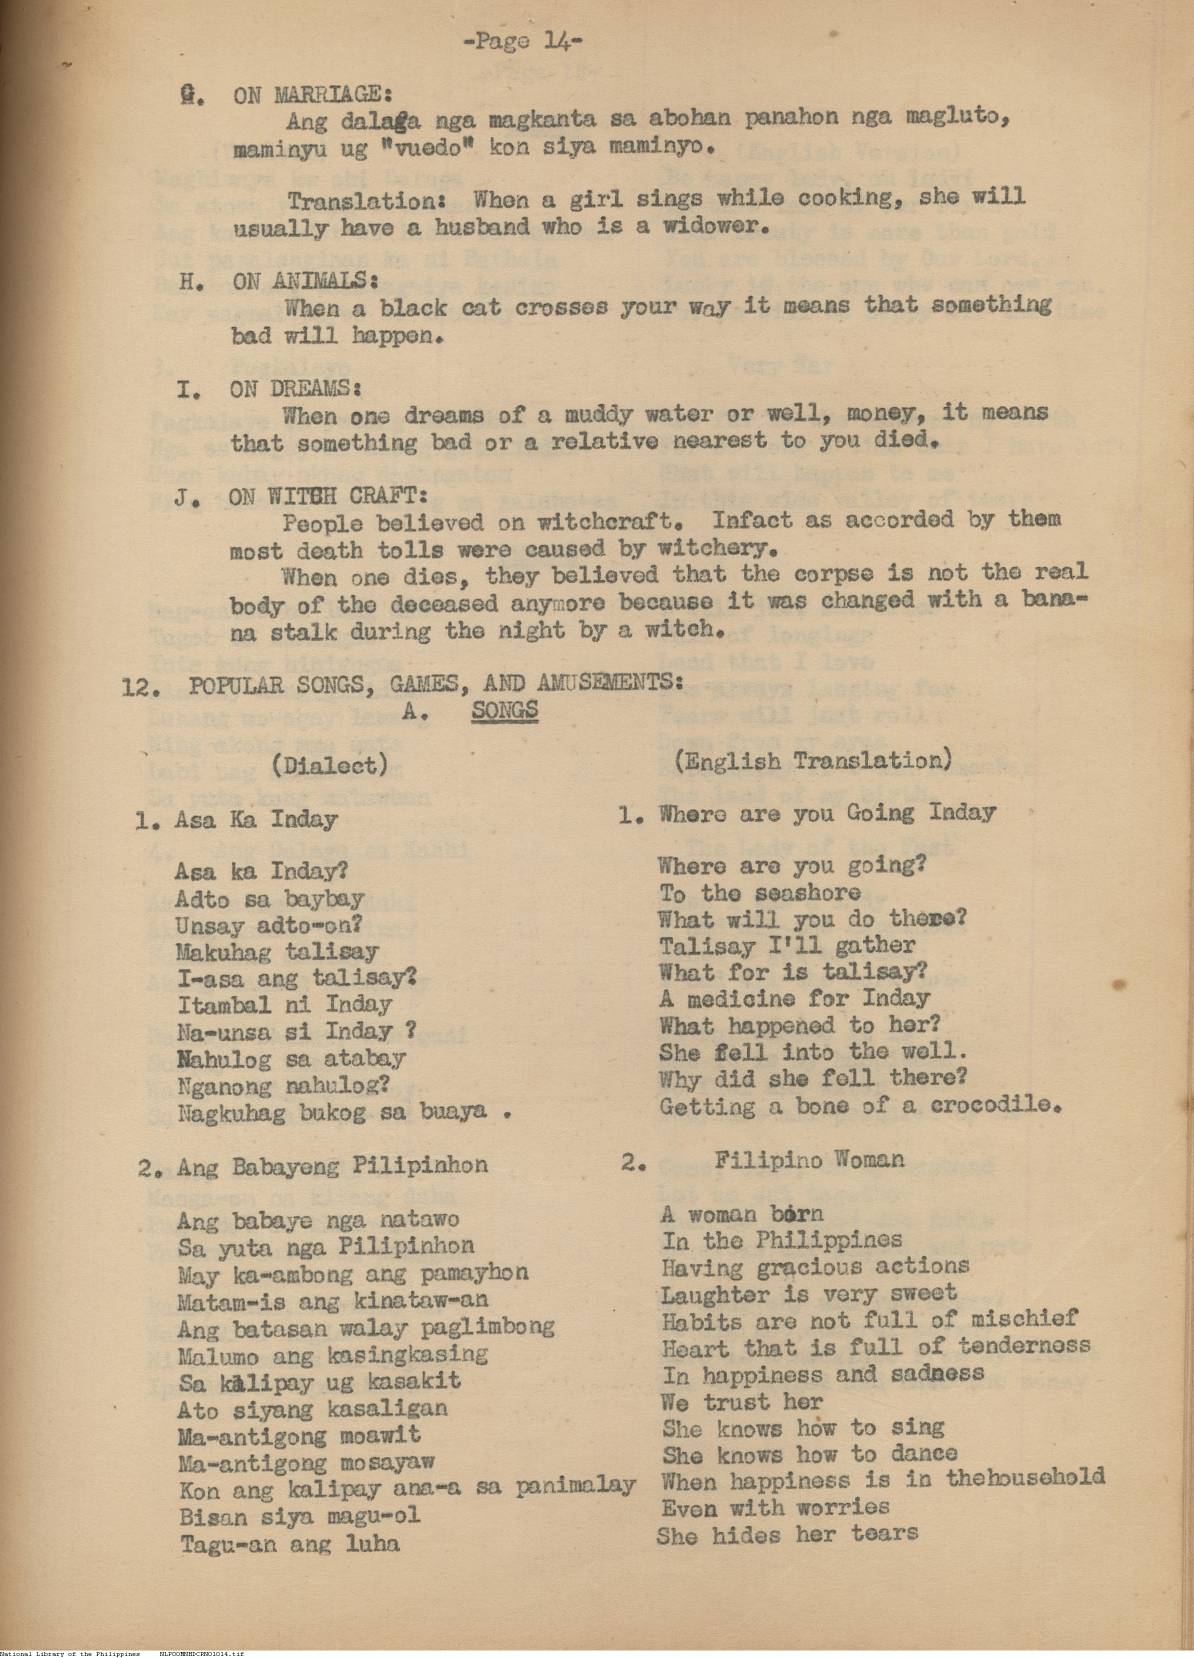 -Page 14-
G. ON MARRIAGE:
Ang dalaga nga magkanta sa abohan panahon nga magluto,
maminyu ug "vuedo" kon siya maminyo.
Translation: When a girl sings while cooking, she will
usually have a husband who is a widower.
H. ON ANIMALS:
When a black cat crosses your way it means that something
bad will happen.
I. ON DREAMS:
When one dreams of a muddy water or well, money, it means
that something bad or a relative nearest to you died.
J. ON WITCH CRAFT:
People believed on witchcraft. Infact as accorded by them
most death tolls were caused by witchery.
When one dies, they believed that the corpse is not the real
body of the deceased anymore because it was changed with a bana-
na stalk during the night by a witch.
12. POPULAR SONGS, GAMES, AND AMUSEMENTS:
A. SONGS
(Dialect)
1. Asa Ka Inday
Asa ka Inday?
Adto sa baybay
Unsay adto-on?
Makuhag talisay
I-asa ang talisay?
Itambal ni Inday
Na-unsa si Inday ?
Nahulog sa atabay
Nganong nahulog?
Nagkuhag bukog sa buaya .
2. Ang Babayeng Pilipinhon
Ang babaye nga natawo
Sa yuta nga Pilipinhon
May ka-ambong ang pamayhon
Matam-is ang kinataw-an
Ang batasan walay paglimbong
Malumo ang kasingkasing
Sa kalipay ug kasakit
Ato siyang kasaligan
Ma-antigong moawit
Ma-antigong mosayaw
Kon ang kalipay ana-a sa panimalay
Bisan siya magu-ol
Tagu-an ang luha
(English Translation)
1. Where are you Going Inday
Where are you going?
To the seashore
What will you do there?
Talisay I'll gather
What for is talisay?
A medicine for Inday
What happened to her?
She fell into the well.
Why did she fell there?
Getting a bone of a crocodile.
2. Filipino Woman
A woman born
In the Philippines
Having gracious actions
Laughter is very sweet
Habits are not full of mischief
Heart that is full of tenderness
In happiness and sadness
We trust her
She knows how to sing
She knows how to dance
When happiness is in thehousehold
Even with worries
She hides her tears
National Library of the Philippines NLPOOMNHDCRNO1014.tif